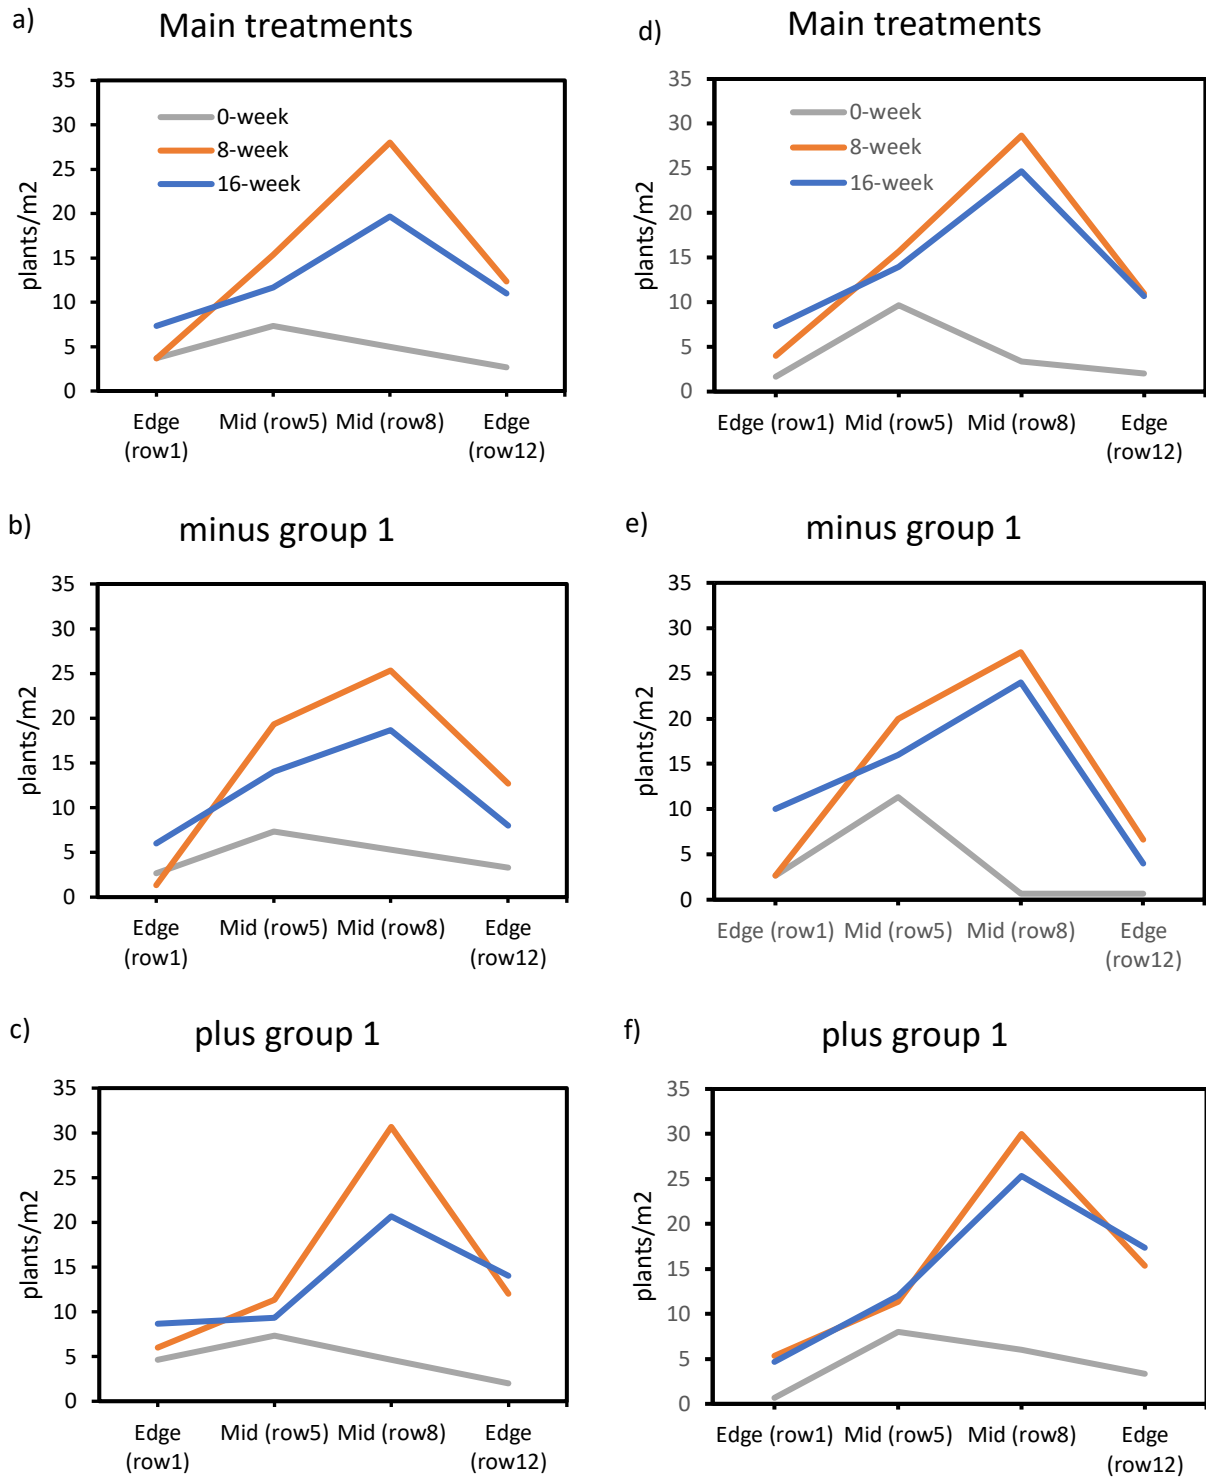 a)
Main treatments
35
30
25
20
15
10
5
0
plants/m2
0-week
8-week
16-week
Edge
(row1)
Mid (row5)
Mid (row8)
Edge
(row12)
d)
Main treatments
35
30
25
20
15
10
5
0
plants/m2
0-week
8-week
16-week
Edge (row1)
Mid (row5)
Mid (row8)
Edge
(row12)
b)
minus group 1
35
30
25
20
15
10
5
0
plants/m2
Edge
(row1)
Mid (row5)
Mid (row8)
Edge
(row12)
e)
minus group 1
35
30
25
20
15
10
5
0
plants/m2
Edge (row1)
Mid (row5)
Mid (row8)
Edge
(row12)
c)
plus group 1
35
30
25
20
15
10
5
0
plants/m2
Edge
(row1)
Mid (row5)
Mid (row8)
Edge
(row12)
f)
plus group 1
35
30
25
20
15
10
5
0
plants/m2
Edge (row1)
Mid (row5)
Mid (row8)
Edge
(row12)